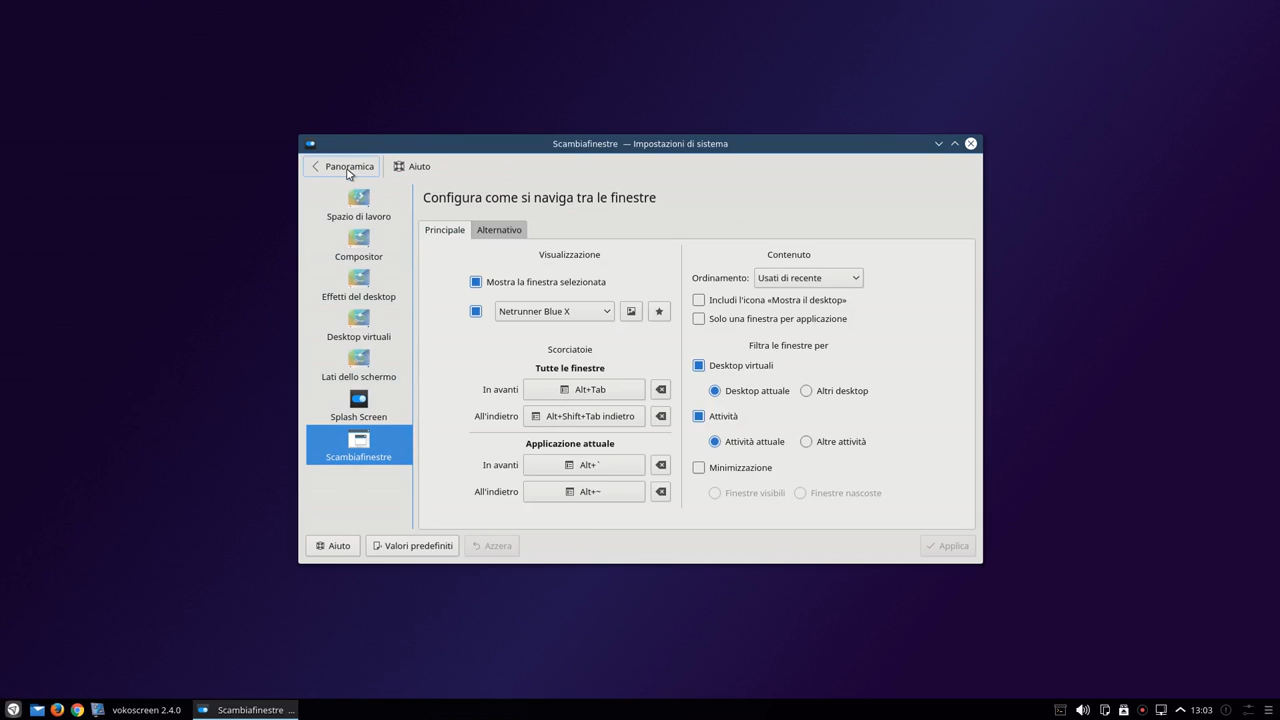 Scambiafinestre — Impostazioni di sistema
Panoramica
Aiuto
Spazio di lavoro
Compositor
Effetti del desktop
Desktop virtuali
Lati dello schermo
Splash Screen
Scambiafinestre
Configura come si naviga tra le finestre
Principale
Alternativo
Visualizzazione
Mostra la finestra selezionata
Netrunner Blue X
Scorciatoie
Tutte le finestre
In avanti
Alt+Tab
All'indietro
Alt+Shift+Tab indietro
Applicazione attuale
In avanti
Alt+`
All'indietro
Alt+~
Contenuto
Ordinamento:
Usati di recente
Includi l'icona «Mostra il desktop»
Solo una finestra per applicazione
Filtra le finestre per
Desktop virtuali
Desktop attuale
Altri desktop
Attività
Attività attuale
Altre attività
Minimizzazione
Finestre visibili
Finestre nascoste
Aiuto
Valori predefiniti
Azzera
Applica
vokoscreen 2.4.0
Scambiafinestre ...
13:03